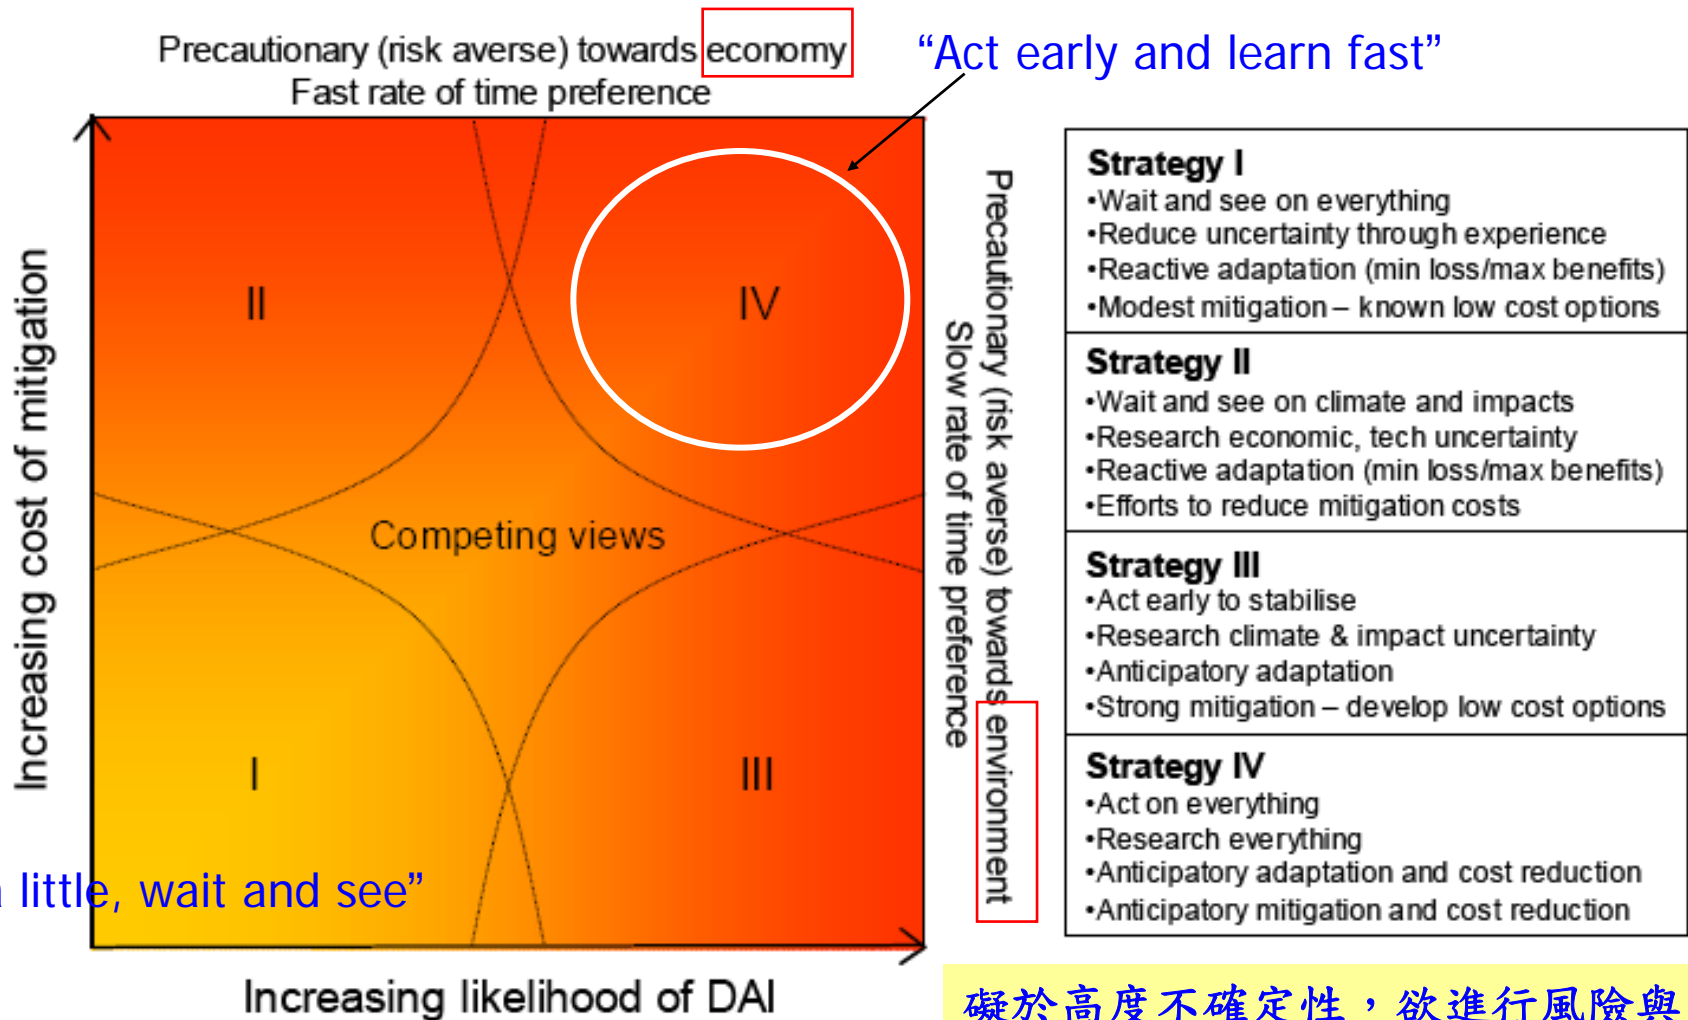 Precautionary (risk averse) towards economy
Fast rate of time preference
“Act early and learn fast”
Increasing cost of mitigation
II
IV
Competing views
I
III
little, wait and see”
Increasing likelihood of DAI
Precautionary (risk averse) towards environment
Slow rate of time preference
Strategy I
•Wait and see on everything
•Reduce uncertainty through experience
•Reactive adaptation (min loss/max benefits)
•Modest mitigation – known low cost options
Strategy II
•Wait and see on climate and impacts
•Research economic, tech uncertainty
•Reactive adaptation (min loss/max benefits)
•Efforts to reduce mitigation costs
Strategy III
•Act early to stabilise
•Research climate & impact uncertainty
•Anticipatory adaptation
•Strong mitigation – develop low cost options
Strategy IV
•Act on everything
•Research everything
•Anticipatory adaptation and cost reduction
•Anticipatory mitigation and cost reduction
礙於高度不確定性，欲進行風險與